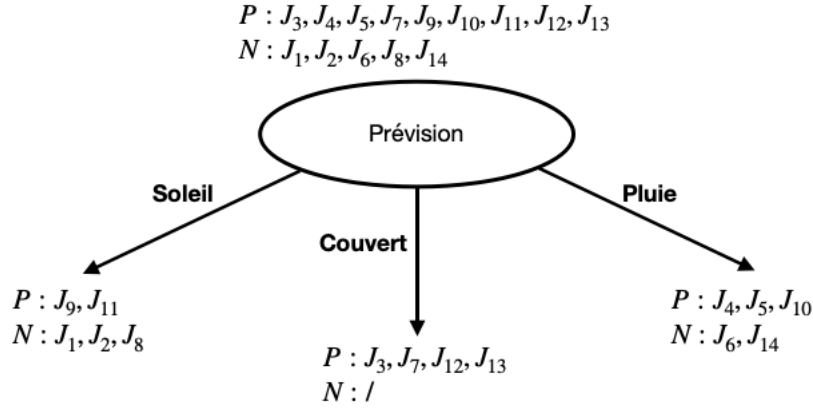 P : J₃, J₄, J₅, J₇, J₉, J₁₀, J₁₁, J₁₂, J₁₃
N : J₁, J₂, J₆, J₈, J₁₄
Prévision
Soleil
Couvert
Pluie
P : J₉, J₁₁
N : J₁, J₂, J₈
P : J₃, J₇, J₁₂, J₁₃
N : /
P : J₄, J₅, J₁₀
N : J₆, J₁₄